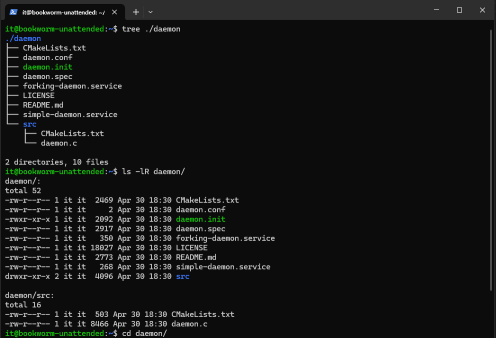 it@bookworm-unattended: ~/
it@bookworm-unattended:~$ tree ./daemon
./daemon
├── CMakeLists.txt
├── daemon.conf
├── daemon.init
├── daemon.spec
├── forking-daemon.service
├── LICENSE
├── README.md
├── simple-daemon.service
└── src
    ├── CMakeLists.txt
    └── daemon.c
2 directories, 10 files
it@bookworm-unattended:~$ ls -lR daemon/
daemon/:
total 52
-rw-r--r-- 1 it it  2469 Apr 30 18:30 CMakeLists.txt
-rw-r--r-- 1 it it     2 Apr 30 18:30 daemon.conf
-rwxr-xr-x 1 it it  2092 Apr 30 18:30 daemon.init
-rw-r--r-- 1 it it  2917 Apr 30 18:30 daemon.spec
-rw-r--r-- 1 it it   350 Apr 30 18:30 forking-daemon.service
-rw-r--r-- 1 it it 18027 Apr 30 18:30 LICENSE
-rw-r--r-- 1 it it  2773 Apr 30 18:30 README.md
-rw-r--r-- 1 it it   268 Apr 30 18:30 simple-daemon.service
drwxr-xr-x 2 it it  4096 Apr 30 18:30 src
daemon/src:
total 16
-rw-r--r-- 1 it it  503 Apr 30 18:30 CMakeLists.txt
-rw-r--r-- 1 it it 8466 Apr 30 18:30 daemon.c
it@bookworm-unattended:~$ cd daemon/